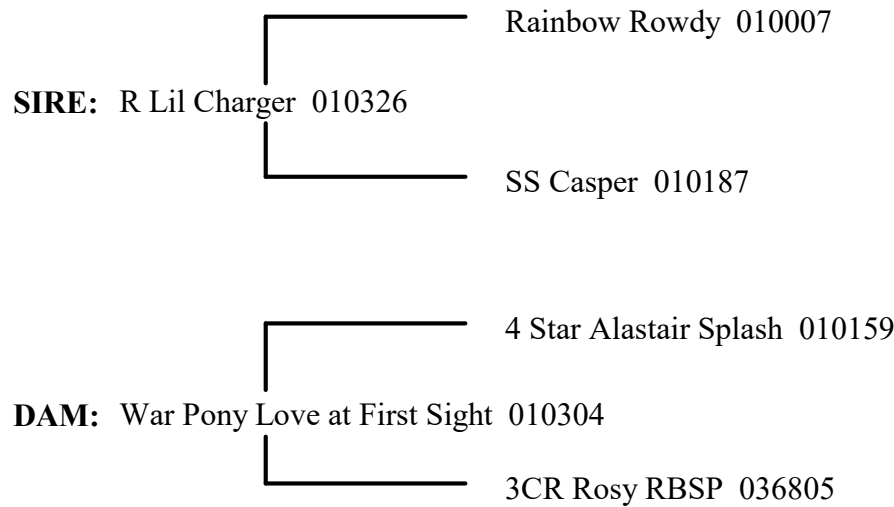 Rainbow Rowdy 010007
SIRE: R Lil Charger 010326
SS Casper 010187
4 Star Alastair Splash 010159
DAM: War Pony Love at First Sight 010304
3CR Rosy RBSP 036805